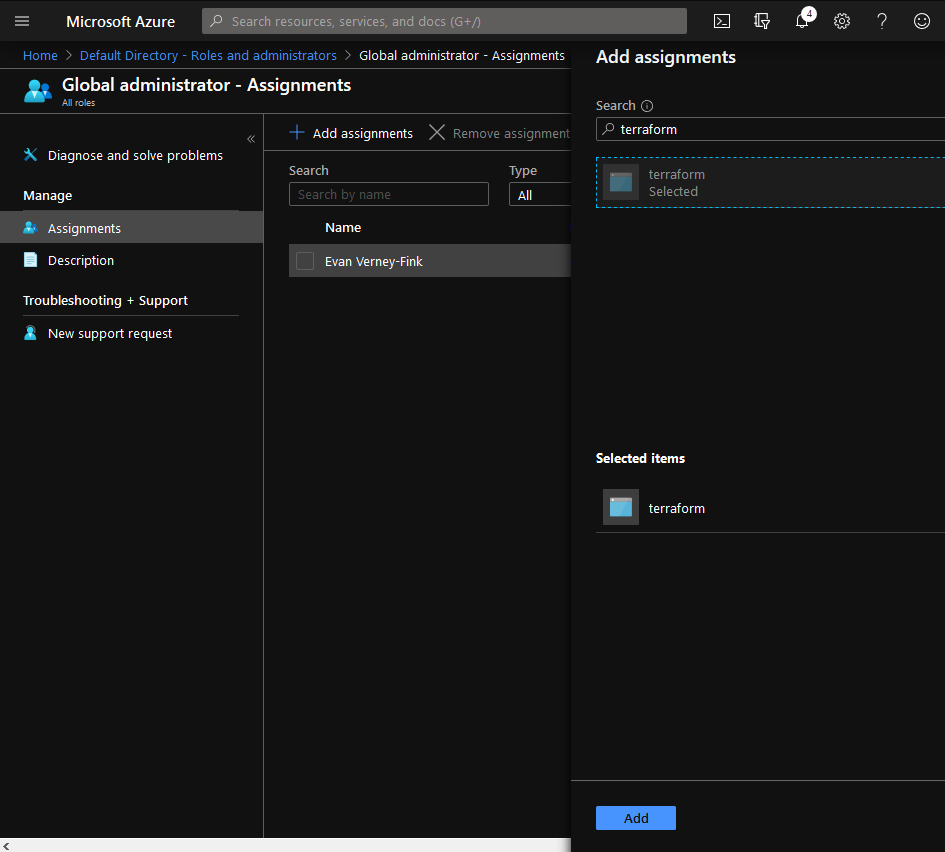 Microsoft Azure
Search resources, services, and docs (G+/)
4
Home > Default Directory - Roles and administrators > Global administrator - Assignments
Global administrator - Assignments
All roles
«
Diagnose and solve problems
Manage
Assignments
Description
Troubleshooting + Support
New support request
Add assignments
Remove assignment
Search
Type
Search by name
All
Name
Evan Verney-Fink
Add assignments
Search
terraform
terraform
Selected
Selected items
terraform
Add